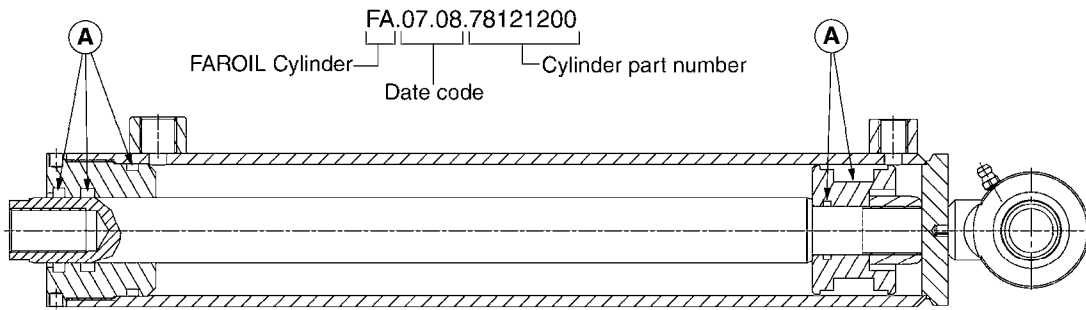 FA.07.08.78121200
A
A
FAROIL Cylinder
Cylinder part number
Date code